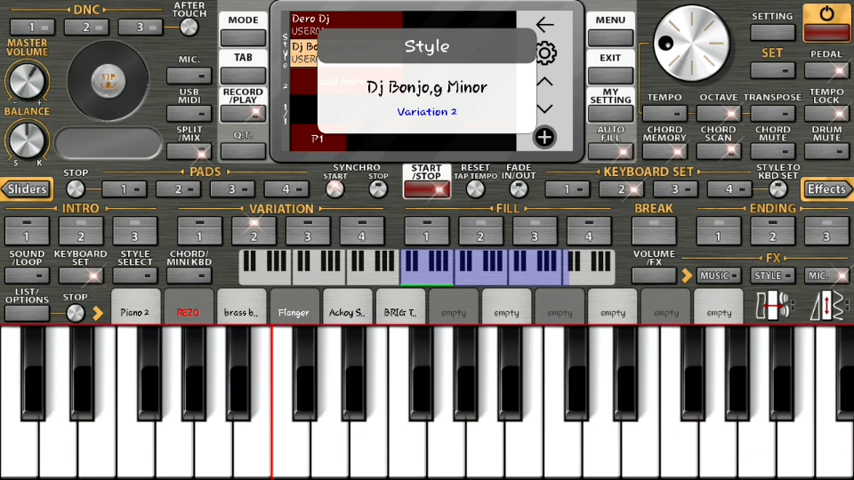 DNC
1 2 3
AFTER TOUCH
MASTER VOLUME
VIP
MIC.
USB MIDI
BALANCE
S K
SPLIT /MIX
MODE
TAB
RECORD /PLAY
Q.T.
Dero Dj
USER
Dj Bo
USER
Style
Dj Bonjo,g Minor
Variation 2
P1
MENU
EXIT
MY SETTING
AUTO FILL
SETTING
SET
PEDAL
TEMPO
OCTAVE
TRANSPOSE
TEMPO LOCK
CHORD MEMORY
CHORD SCAN
CHORD MUTE
DRUM MUTE
Sliders
STOP
PADS
1 2 3 4
SYNCHRO
START STOP
START /STOP
RESET
TAP TEMPO
FADE IN/OUT
KEYBOARD SET
1 2 3 4
STYLE TO KBD SET
Effects
INTRO
1 2 3
VARIATION
1 2 3 4
FILL
1 2 3 4
BREAK
ENDING
1 2 3
SOUND /LOOP
KEYBOARD SET
STYLE SELECT
CHORD/ MINI KBD
VOLUME /FX
FX
MUSIC STYLE MIC.
LIST/ OPTIONS
STOP
Piano 2
REZO
brass b..
Flanger
Achoy S..
BRIG T..
empty
empty
empty
empty
empty
empty